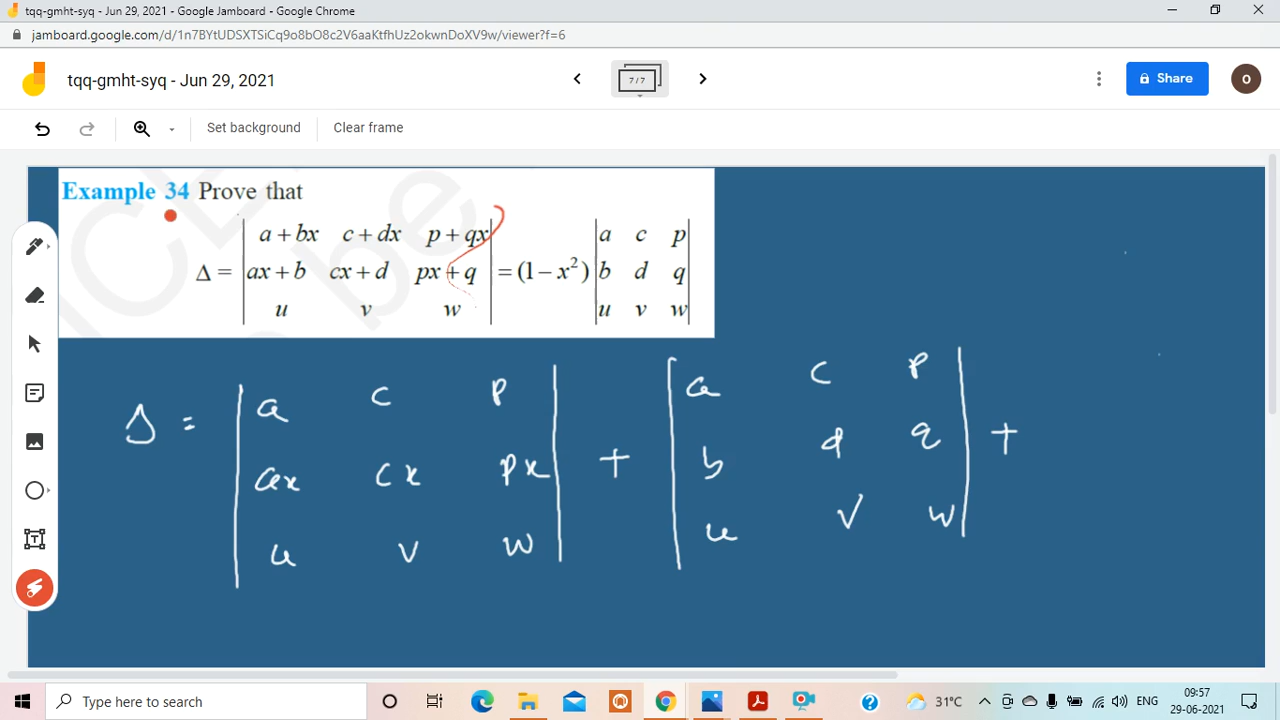 tqq-gmht-syq - Jun 29, 2021 - Google Jamboard - Google Chrome
jamboard.google.com/d/1n7BYtUDSXTSiCq9o8bO8c2V6aaKtfhUz2okwnDoXV9w/viewer?f=6
tqq-gmht-syq - Jun 29, 2021
7/7
Share
O
Set background
Clear frame
Example 34 Prove that
a + bx c + dx p + qx a c p
Δ = ax + b cx + d px + q = (1 − x²) b d q
u v w u v w
a c p a c p
Δ = ax cx px + b d q +
u v w u v w
Type here to search
31°C
ENG
09:57
29-06-2021